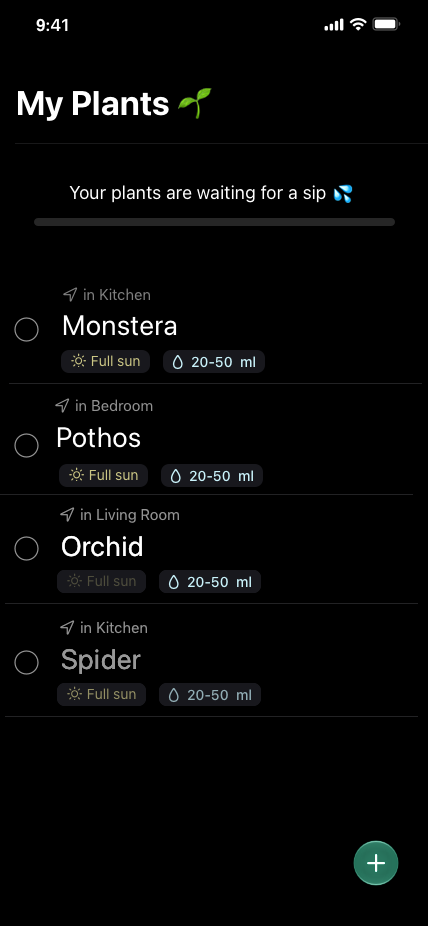 9:41
My Plants 🌱
Your plants are waiting for a sip 💦
in Kitchen
Monstera
Full sun 20-50 ml
in Bedroom
Pothos
Full sun 20-50 ml
in Living Room
Orchid
Full sun 20-50 ml
in Kitchen
Spider
Full sun 20-50 ml